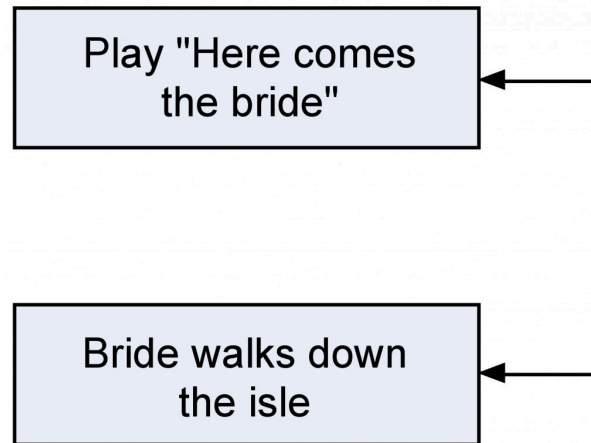 Play "Here comes
the bride"
Bride walks down
the isle